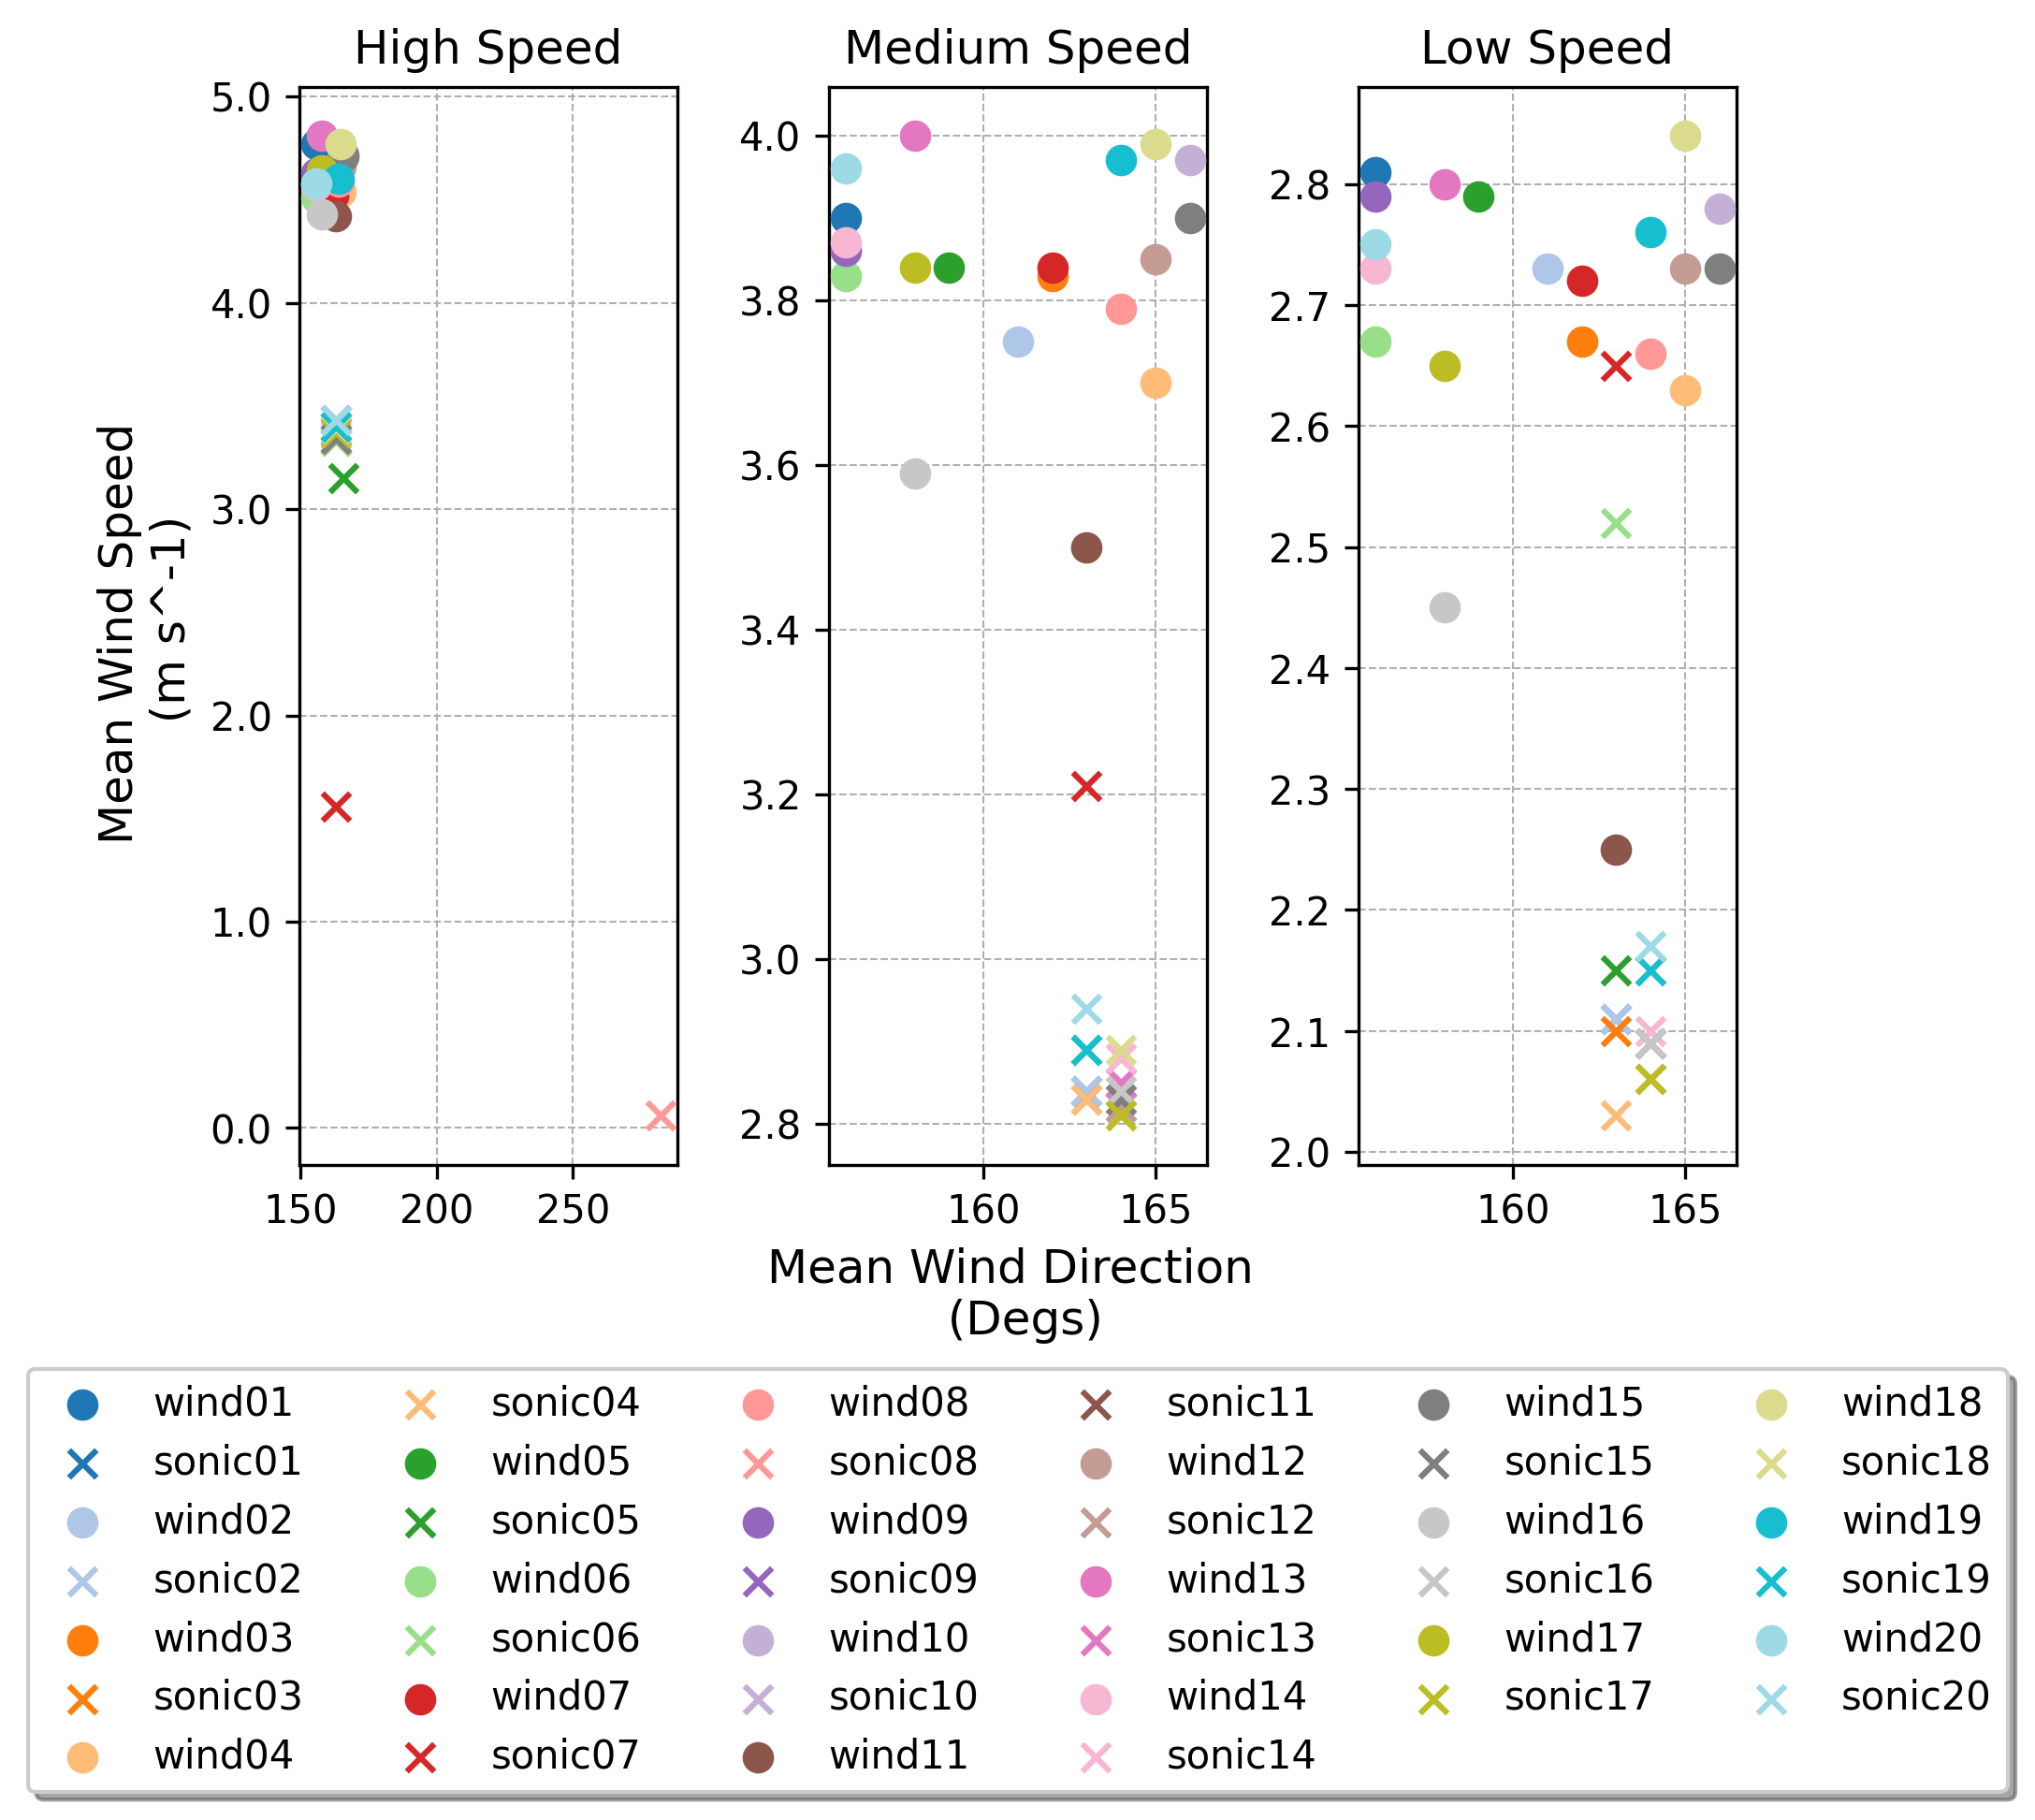 High Speed
Medium Speed
Low Speed
Mean Wind Speed
(m s^-1)
5.0
4.0
3.0
2.0
1.0
0.0
150
200
250
4.0
3.8
3.6
3.4
3.2
3.0
2.8
160
165
2.8
2.7
2.6
2.5
2.4
2.3
2.2
2.1
2.0
160
165
Mean Wind Direction
(Degs)
wind01
sonic01
wind02
sonic02
wind03
sonic03
wind04
sonic04
wind05
sonic05
wind06
sonic06
wind07
sonic07
wind08
sonic08
wind09
sonic09
wind10
sonic10
wind11
sonic11
wind12
sonic12
wind13
sonic13
wind14
sonic14
wind15
sonic15
wind16
sonic16
wind17
sonic17
wind18
sonic18
wind19
sonic19
wind20
sonic20